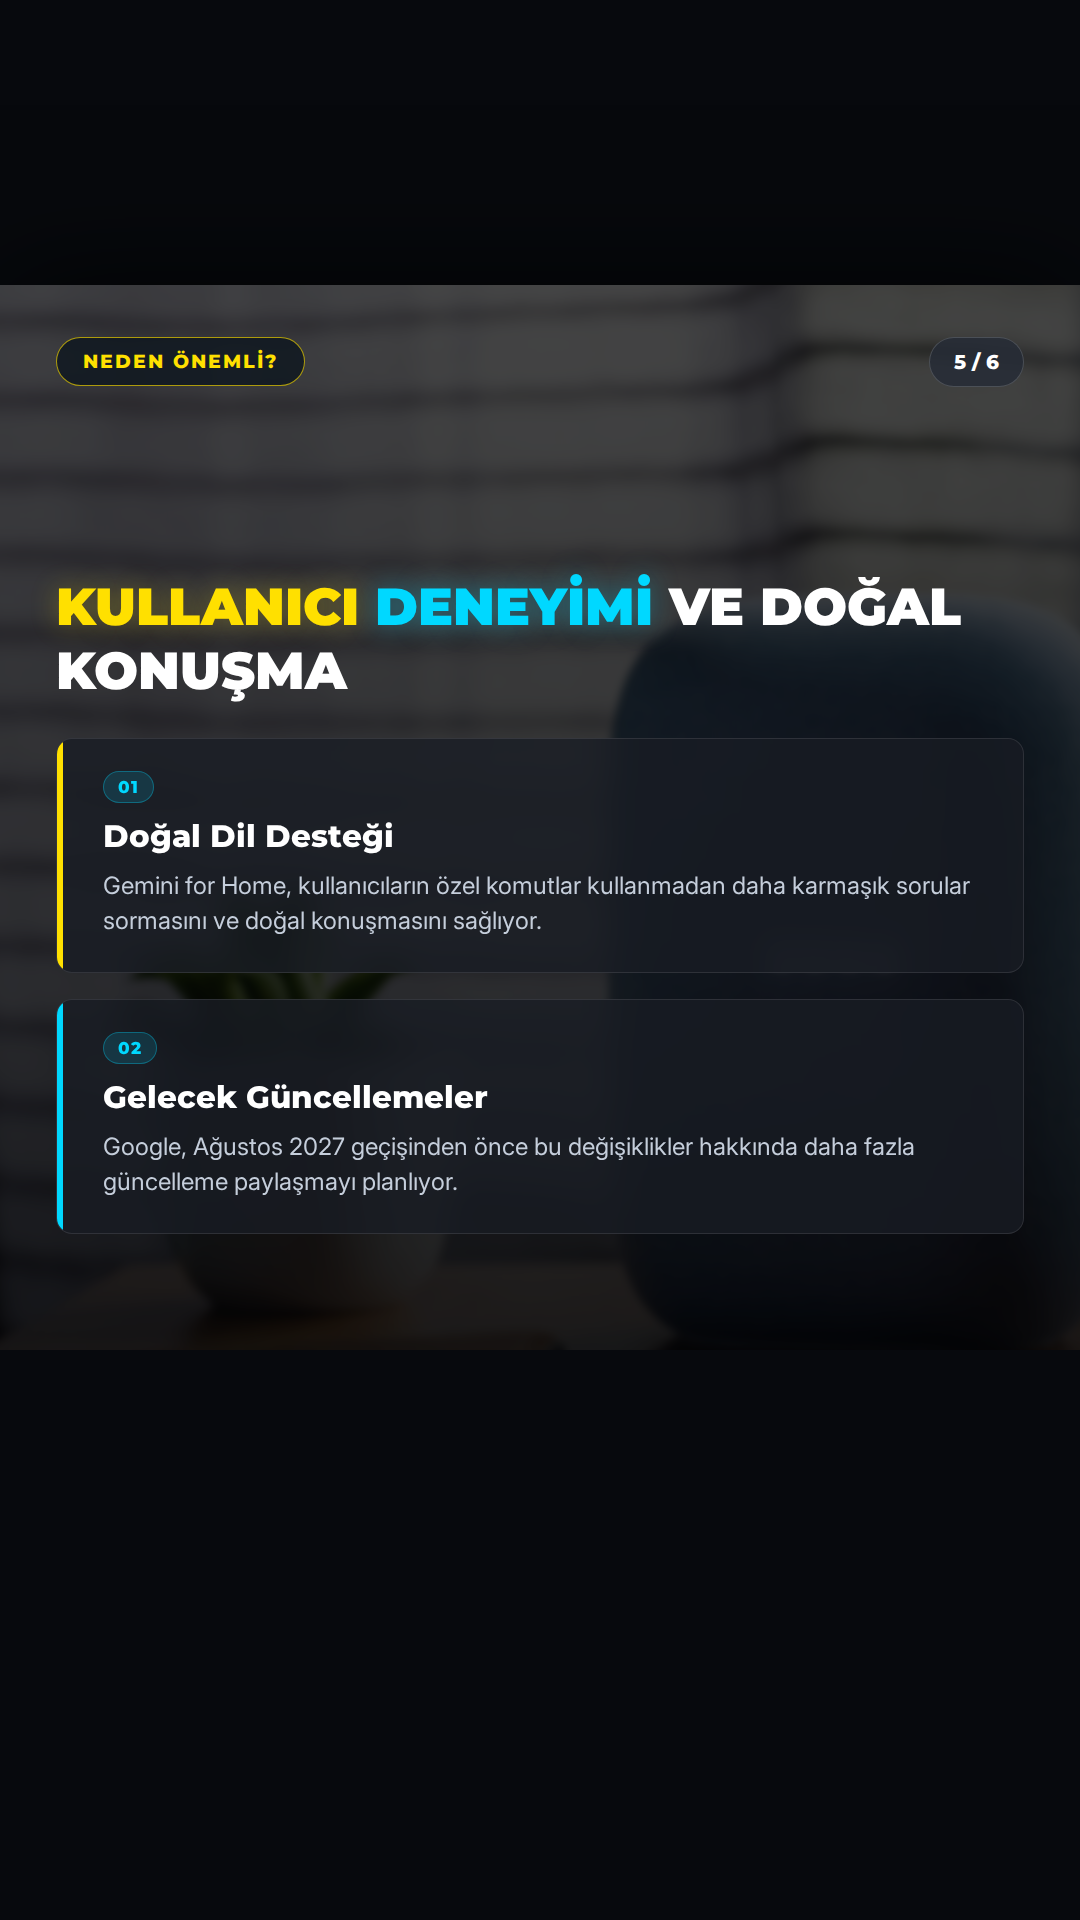 NEDEN ÖNEMLİ?
5 / 6
KULLANICI DENEYİMİ VE DOĞAL
KONUŞMA
01
Doğal Dil Desteği
Gemini for Home, kullanıcıların özel komutlar kullanmadan daha karmaşık sorular
sormasını ve doğal konuşmasını sağlıyor.
02
Gelecek Güncellemeler
Google, Ağustos 2027 geçişinden önce bu değişiklikler hakkında daha fazla
güncelleme paylaşmayı planlıyor.